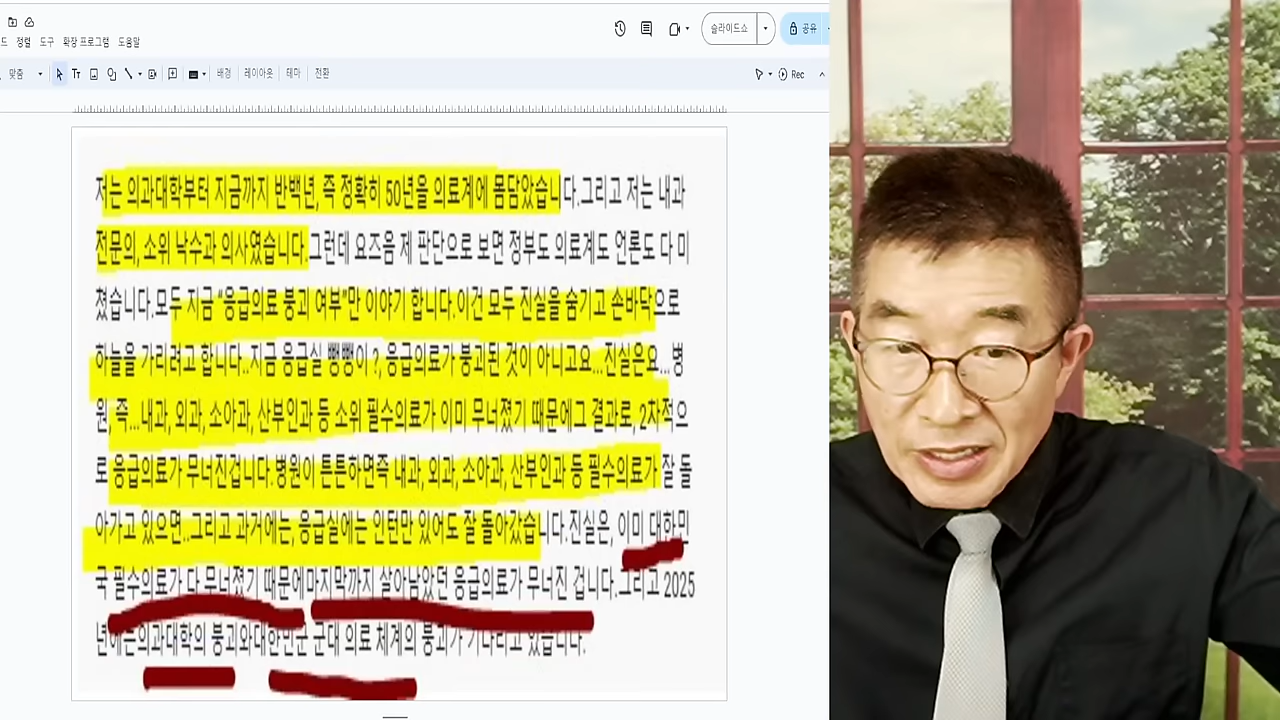 정렬 도구 확장 프로그램 도움말
슬라이드쇼
공유
맞춤
Tт
배경 레이아웃 테마 전환
Rec
저는 의과대학부터 지금까지 반백년, 즉 정확히 50년을 의료계에 몸담았습니다.그리고 저는 내과
전문의, 소위 낙수과 의사였습니다.그런데 요즈음 제 판단으로 보면 정부도 의료계도 언론도 다 미
쳤습니다.모두 지금 “응급의료 붕괴 여부”만 이야기 합니다.이건 모두 진실을 숨기고 손바닥으로
하늘을 가리려고 합니다..지금 응급실 뺑뺑이 ?, 응급의료가 붕괴된 것이 아니고요...진실은요... 병
원, 즉...내과, 외과, 소아과, 산부인과 등 소위 필수의료가 이미 무너졌기 때문에그 결과로, 2차적으
로 응급의료가 무너진겁니다. 병원이 튼튼하면즉 내과, 외과, 소아과, 산부인과 등 필수의료가 잘 돌
아가고 있으면..그리고 과거에는, 응급실에는 인턴만 있어도 잘 돌아갔습니다.진실은, 이미 대한민
국 필수의료가 다 무너졌기 때문에마지막까지 살아남았던 응급의료가 무너진 겁니다.그리고 2025
년에는의과대학의 붕괴와대한민군 군대 의료 체계의 붕괴가 기다리고 있습니다.